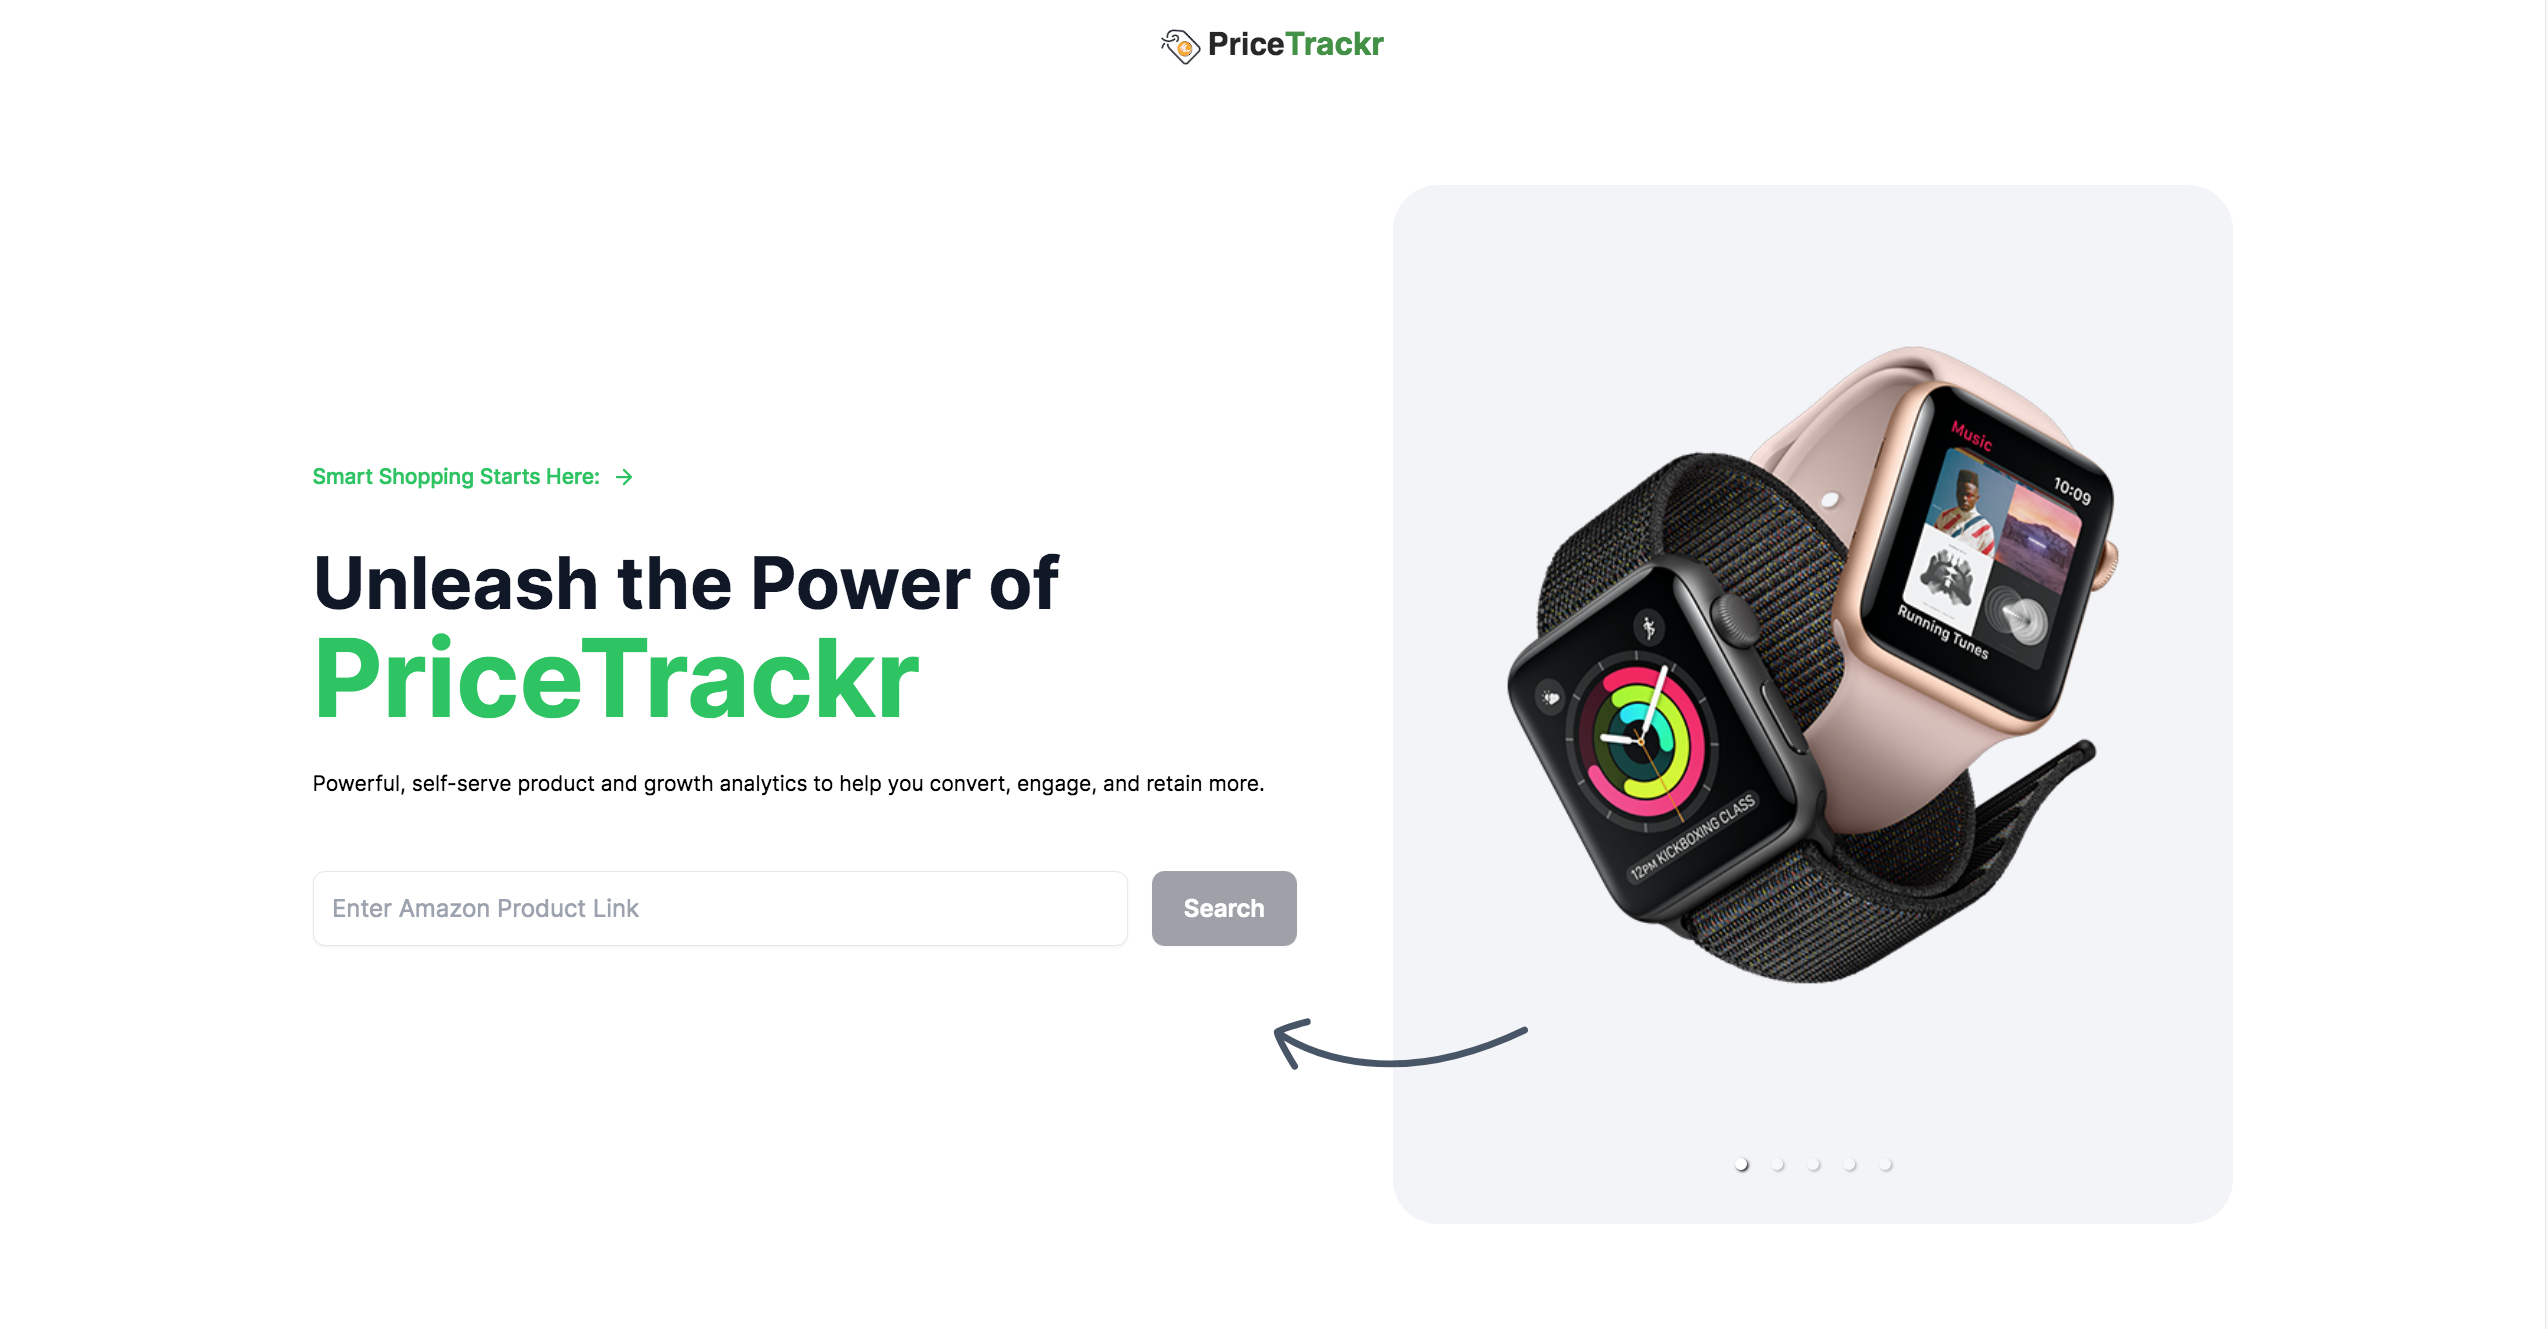 PriceTrackr
Smart Shopping Starts Here: →
Unleash the Power of
PriceTrackr
Powerful, self-serve product and growth analytics to help you convert, engage, and retain more.
Enter Amazon Product Link
Search
Music
10:09
Running Tunes
12PM KICKBOXING CLASS